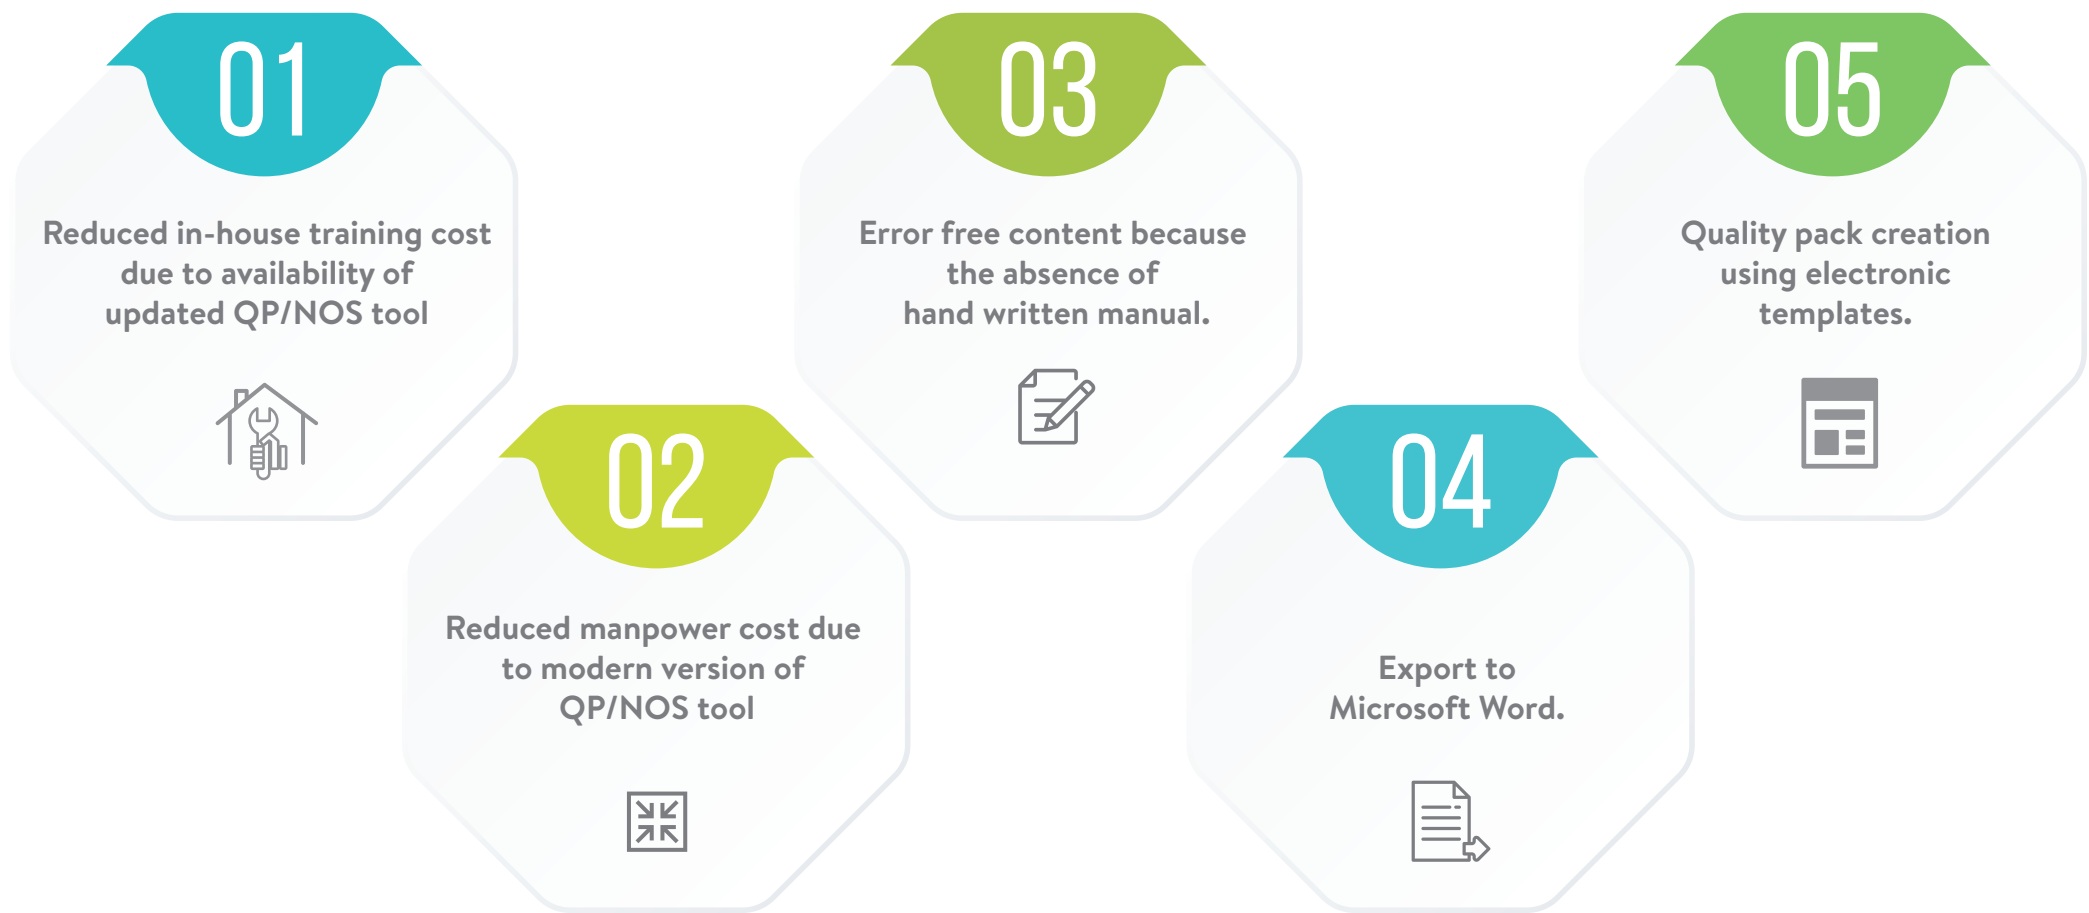 01
Reduced in-house training cost
due to availability of
updated QP/NOS tool
02
Reduced manpower cost due
to modern version of
QP/NOS tool
03
Error free content because
the absence of
hand written manual.
04
Export to
Microsoft Word.
05
Quality pack creation
using electronic
templates.